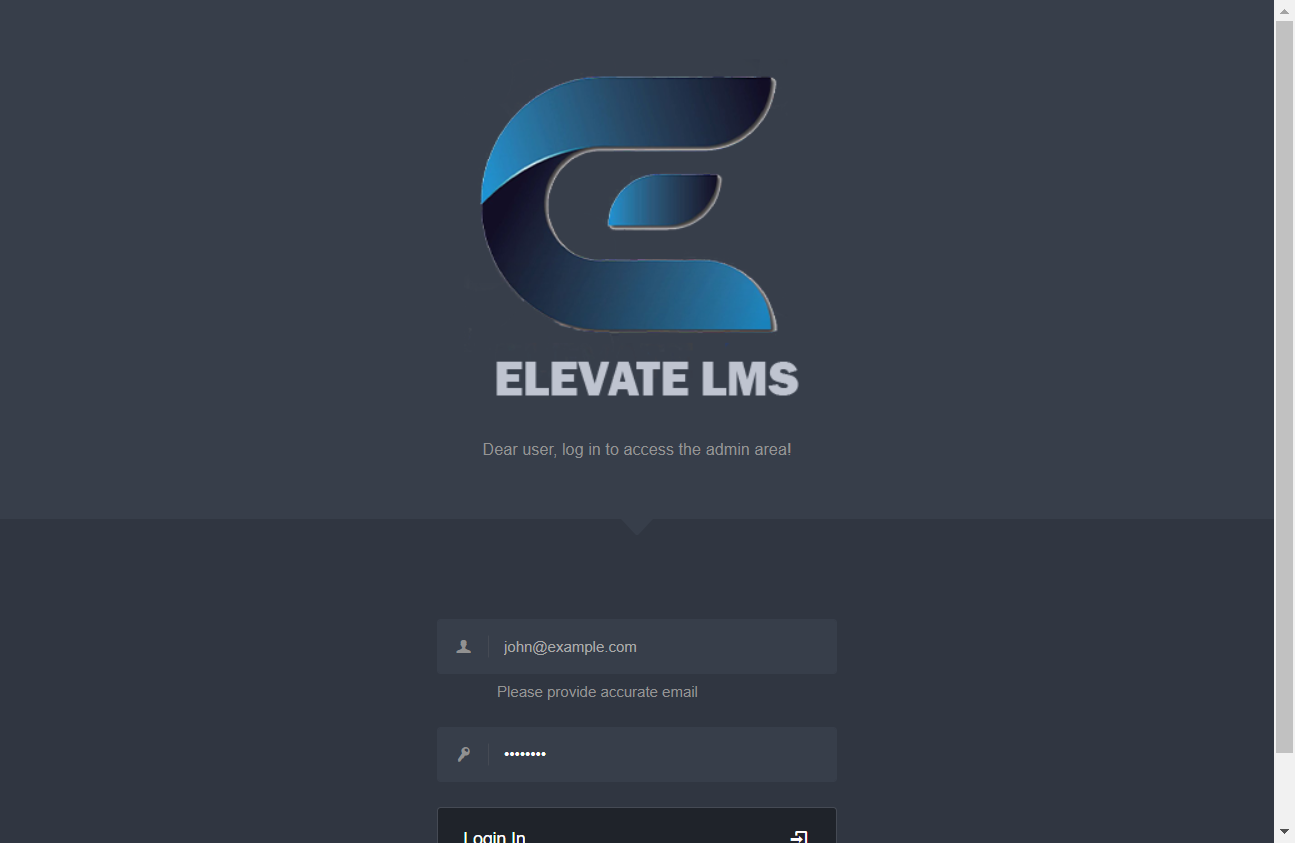 ELEVATE LMS
Dear user, log in to access the admin area!
john@example.com
Please provide accurate email
••••••••
Login In